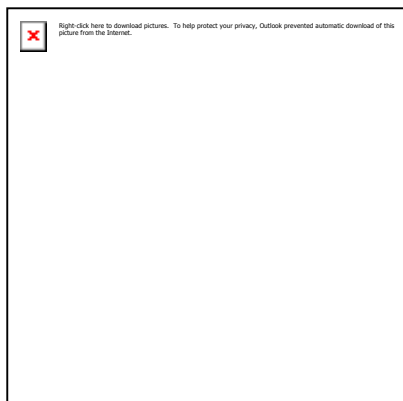 Right-click here to download pictures.  To help protect your privacy, Outlook prevented automatic download of this
picture from the Internet.